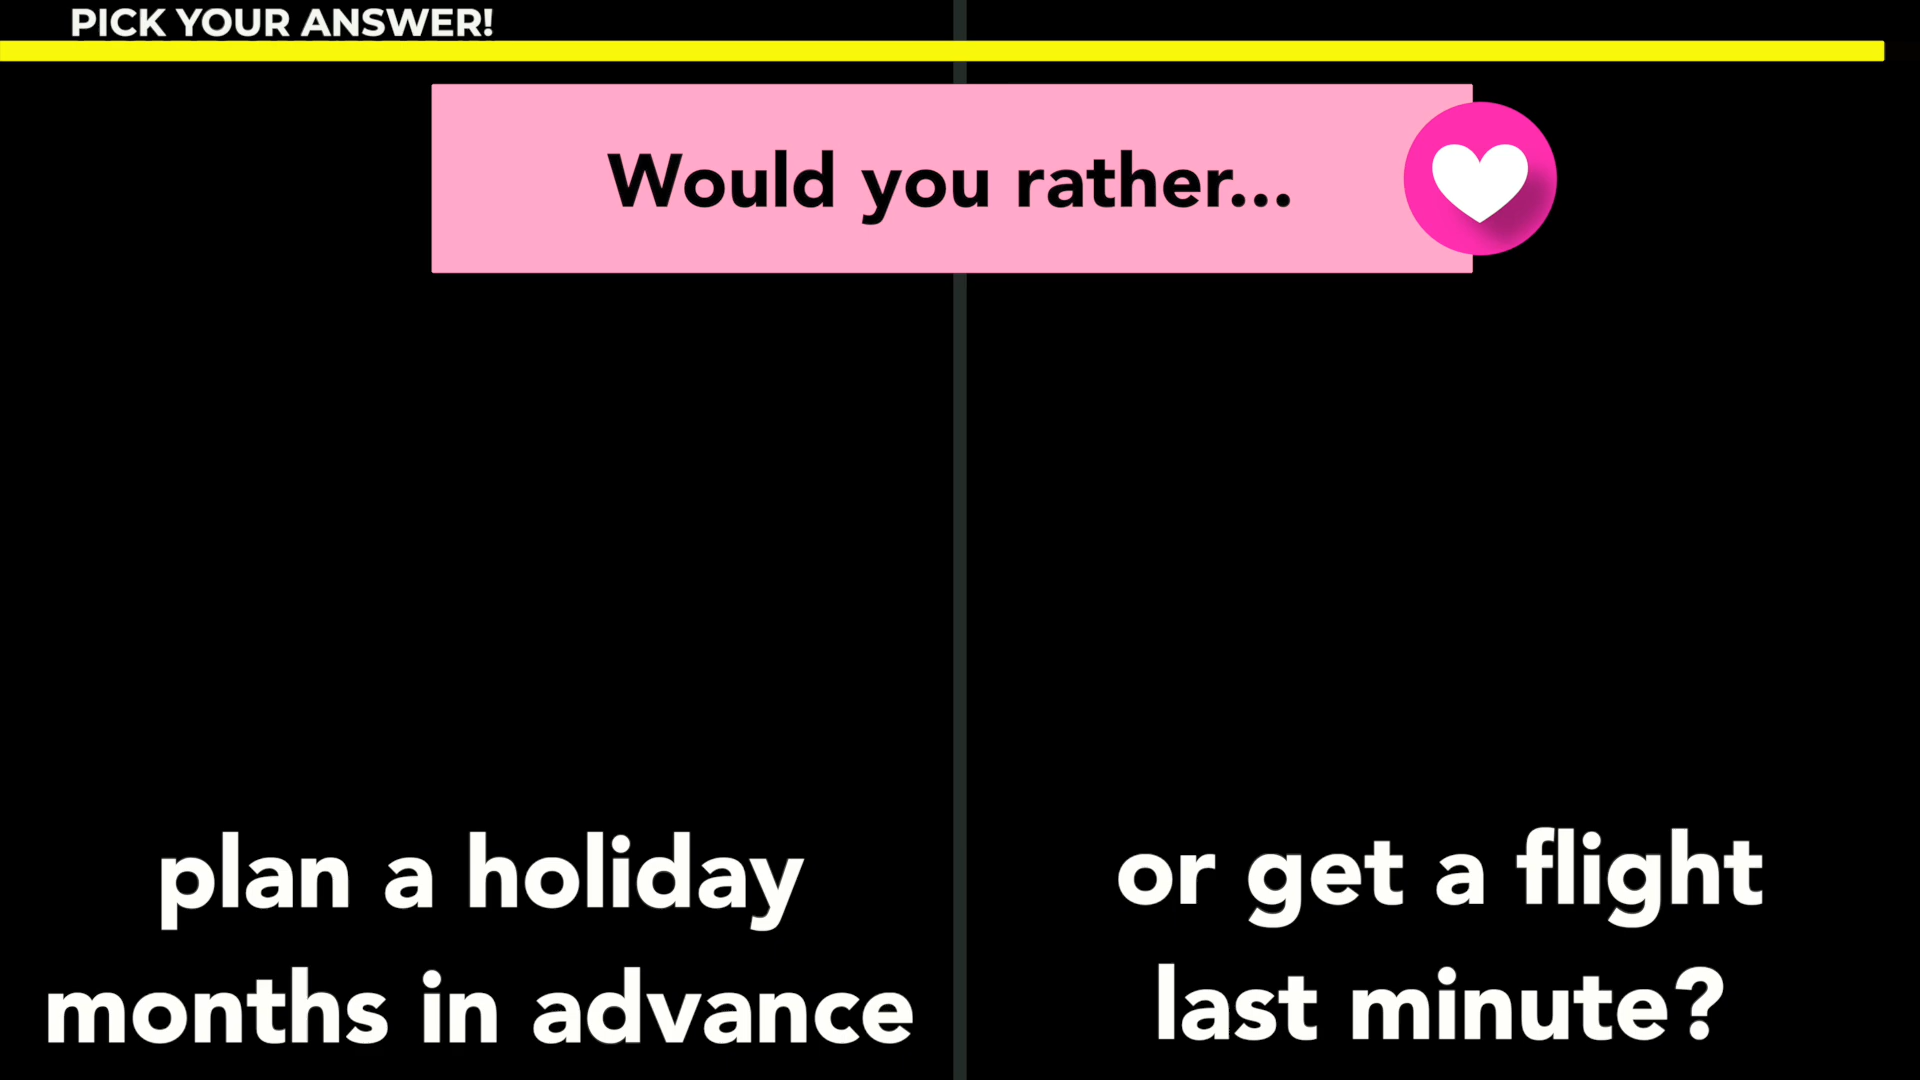 PICK YOUR ANSWER!
Would you rather...
plan a holiday
months in advance
or get a flight
last minute?